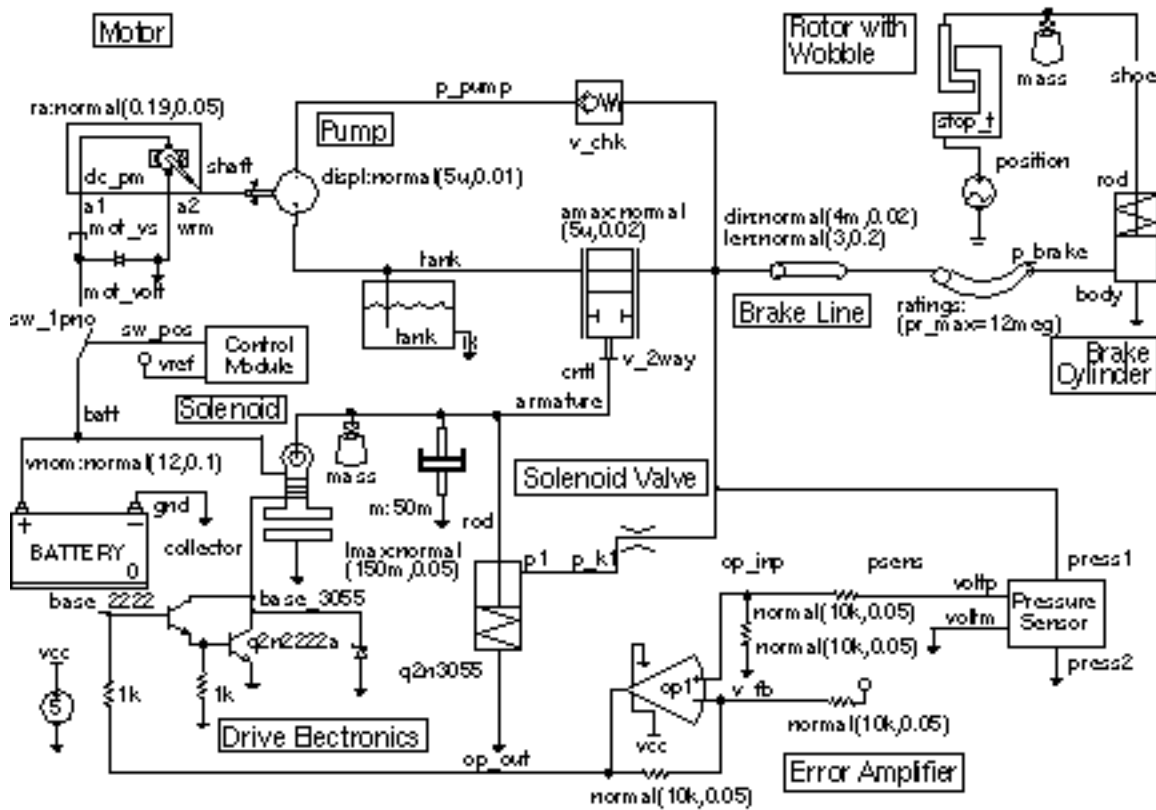 Motor
Rotor with
Wobble
mass
shoe
p_pump
ra:normal(0.19,0.05)
Pump
v_chk
stop_t
shaft
displ:normal(5u,0.01)
position
dc_pm
rod
a1
a2
amax:normal
(5u,0.02)
dir:normal(4m,0.02)
len:normal(3,0.2)
mot_vs
wrm
tank
p_brake
mot_volt
Brake Line
body
ratings:
(pr_max=12meg)
sw_1pno
sw_pos
tank
Control
Module
vref
v_2way
Brake
Cylinder
cntl
Solenoid
armature
batt
vnom:normal(12,0.1)
mass
Solenoid Valve
m:50m
gnd
rod
+
−
BATTERY
0
collector
lmax:normal
(150m,0.05)
p1
p_k1
op_inp
psens
press1
base_2222
base_3055
voltp
normal(10k,0.05)
Pressure
Sensor
voltm
q2n2222a
normal(10k,0.05)
q2n3055
press2
vcc
op1
v_fb
1k
1k
S
normal(10k,0.05)
Drive Electronics
vcc
op_out
Error Amplifier
normal(10k,0.05)